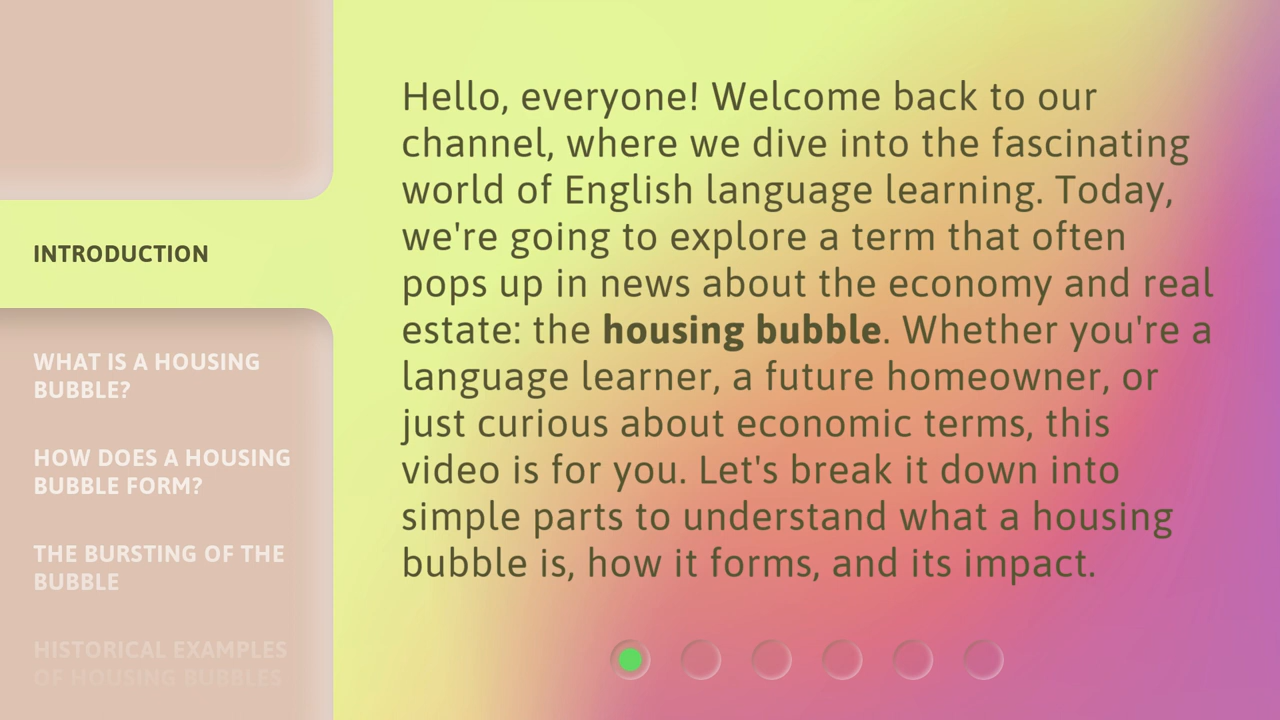 INTRODUCTION
WHAT IS A HOUSING
BUBBLE?
HOW DOES A HOUSING
BUBBLE FORM?
THE BURSTING OF THE
BUBBLE
HISTORICAL EXAMPLES
OF HOUSING BUBBLES
Hello, everyone! Welcome back to our
channel, where we dive into the fascinating
world of English language learning. Today,
we're going to explore a term that often
pops up in news about the economy and real
estate: the housing bubble. Whether you're a
language learner, a future homeowner, or
just curious about economic terms, this
video is for you. Let's break it down into
simple parts to understand what a housing
bubble is, how it forms, and its impact.